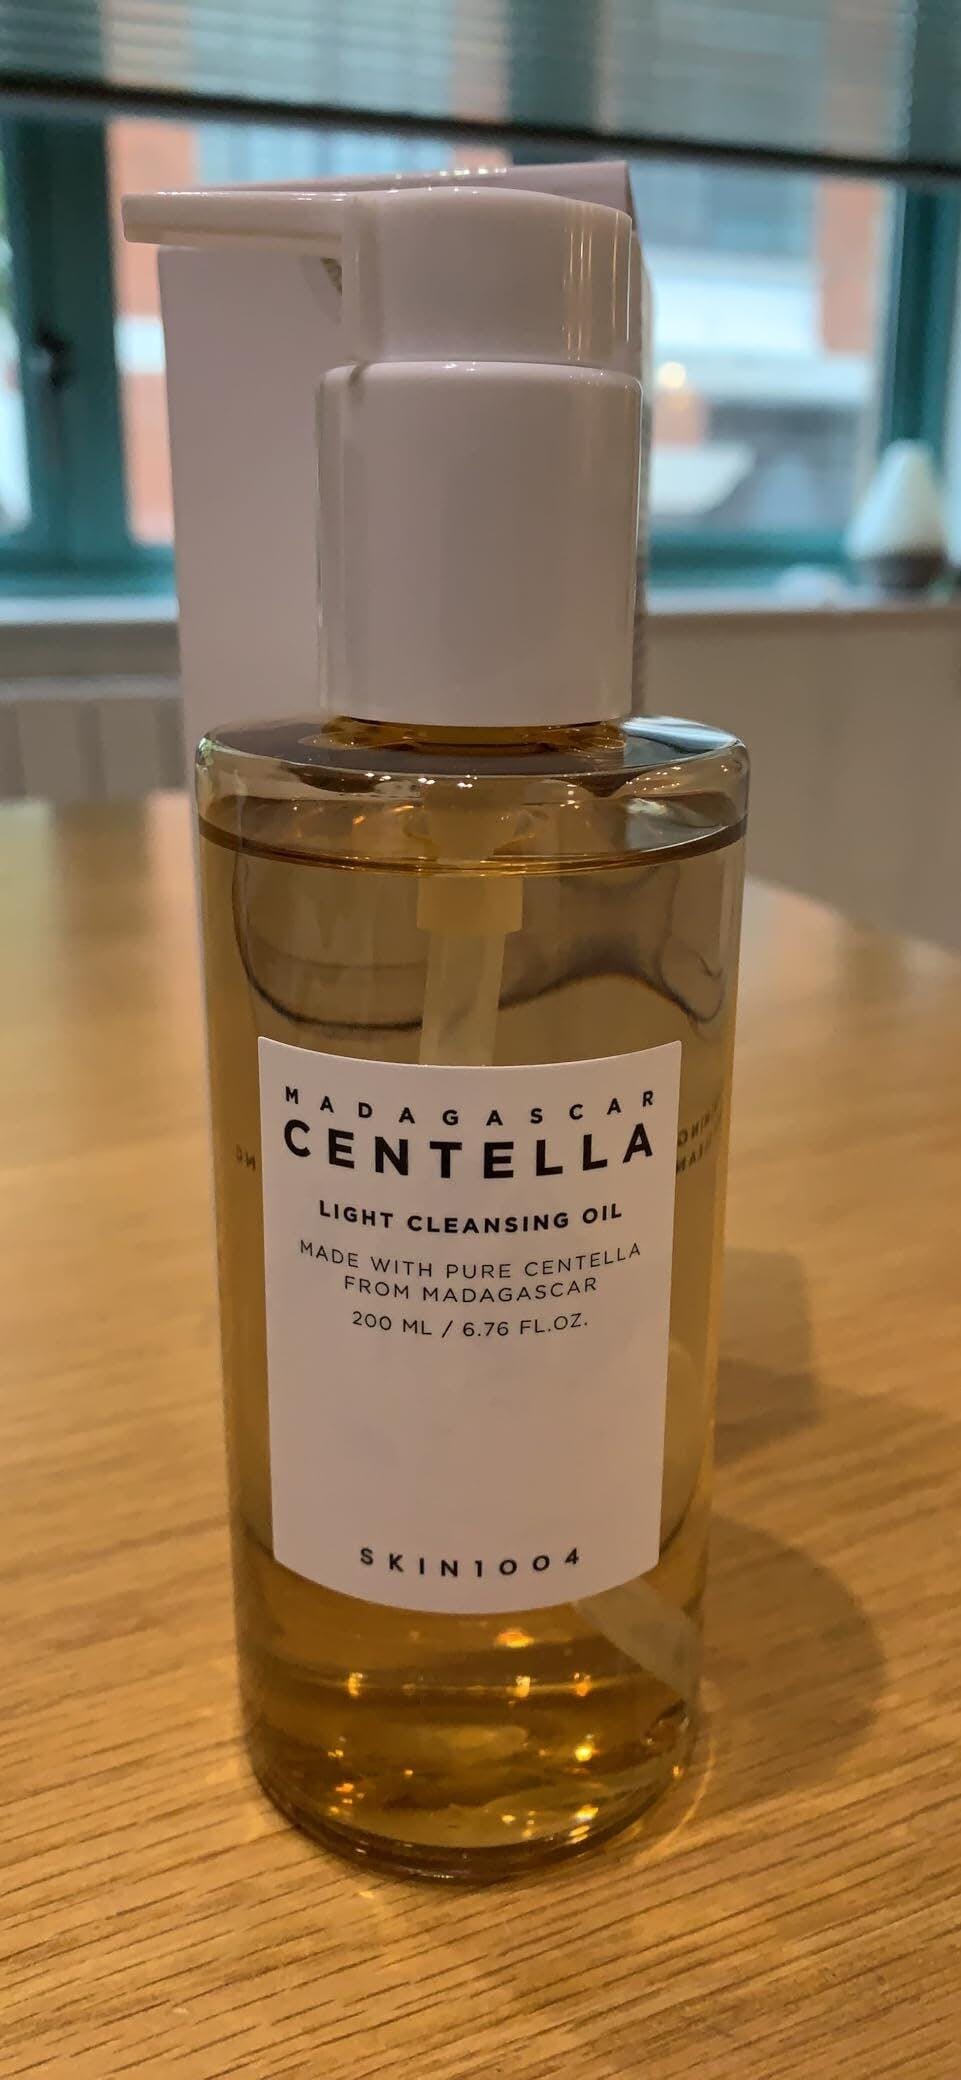 MADAGASCAR
CENTELLA
LIGHT CLEANSING OIL
MADE WITH PURE CENTELLA
FROM MADAGASCAR
200 ML / 6.76 FL.OZ.
SKIN1004